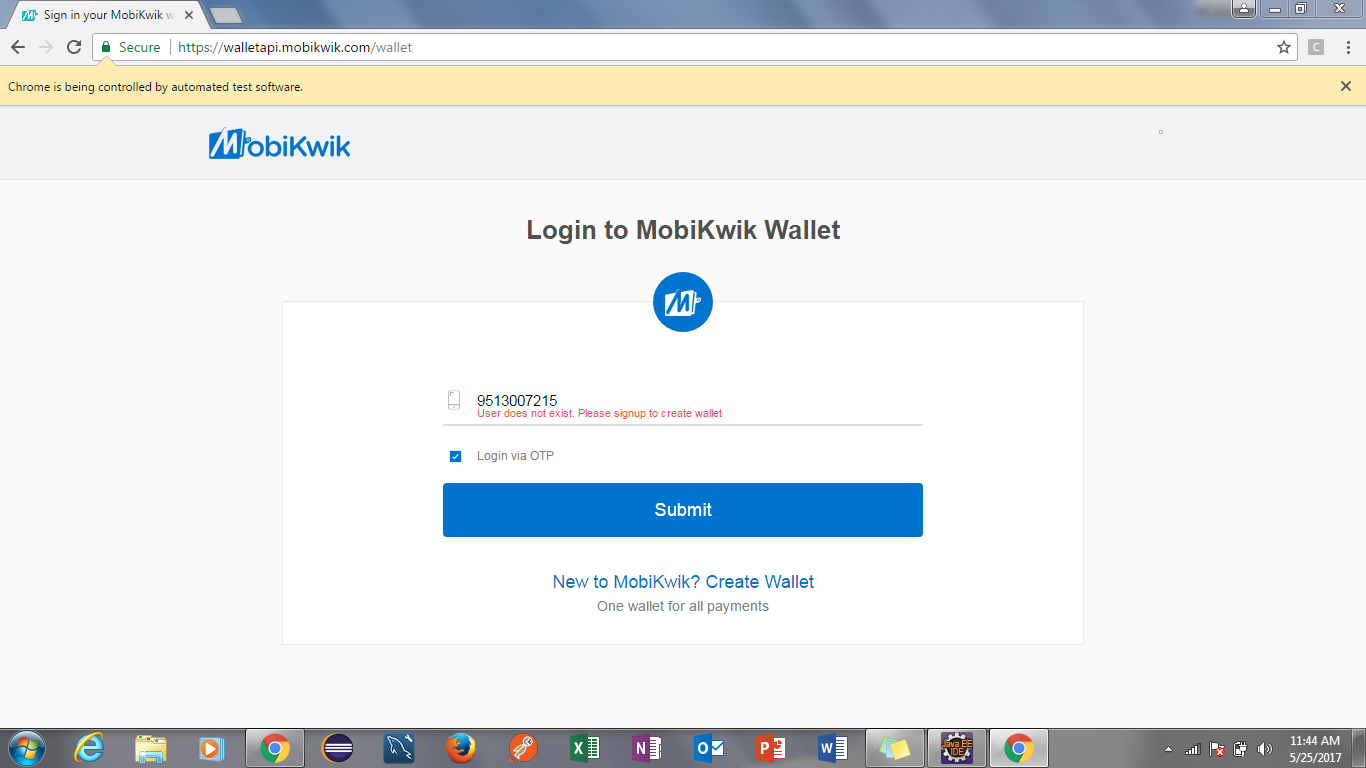 Sign in your MobiKwik w
Secure https://walletapi.mobikwik.com/wallet
C
Chrome is being controlled by automated test software.
MobiKwik
Login to MobiKwik Wallet
M
9513007215
User does not exist. Please signup to create wallet
Login via OTP
Submit
New to MobiKwik? Create Wallet
One wallet for all payments
Java EE
IDE
11:44 AM
5/25/2017